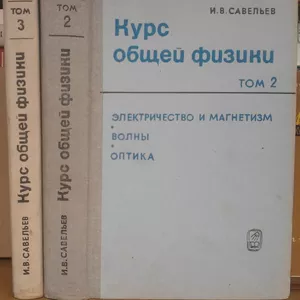 ТОМ
3
Курс общей физики
И.В.САВЕЛЬЕВ
ТОМ
2
Курс общей физики
И.В.САВЕЛЬЕВ
И.В.САВЕЛЬЕВ
Курс
общей
физики
ТОМ 2
ЭЛЕКТРИЧЕСТВО И МАГНЕТИЗМ
ВОЛНЫ
ОПТИКА